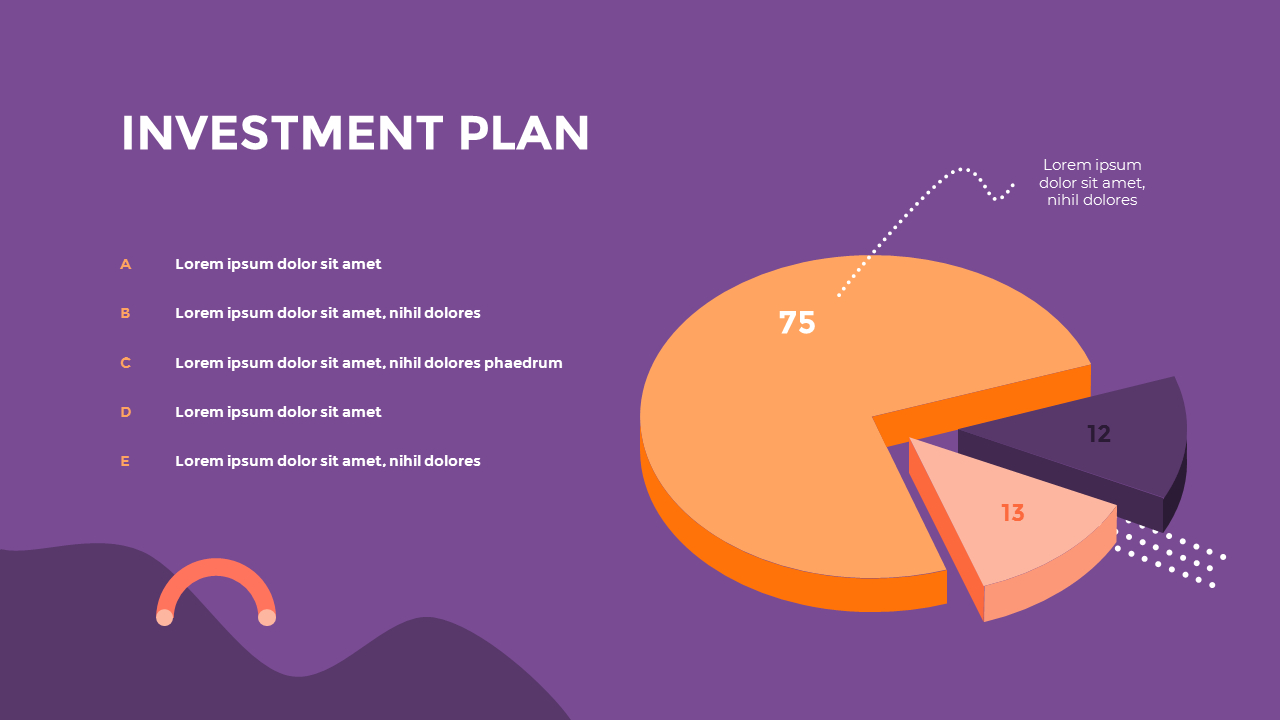 INVESTMENT PLAN
A Lorem ipsum dolor sit amet
B Lorem ipsum dolor sit amet, nihil dolores
C Lorem ipsum dolor sit amet, nihil dolores phaedrum
D Lorem ipsum dolor sit amet
E Lorem ipsum dolor sit amet, nihil dolores
Lorem ipsum
dolor sit amet,
nihil dolores
75
12
13